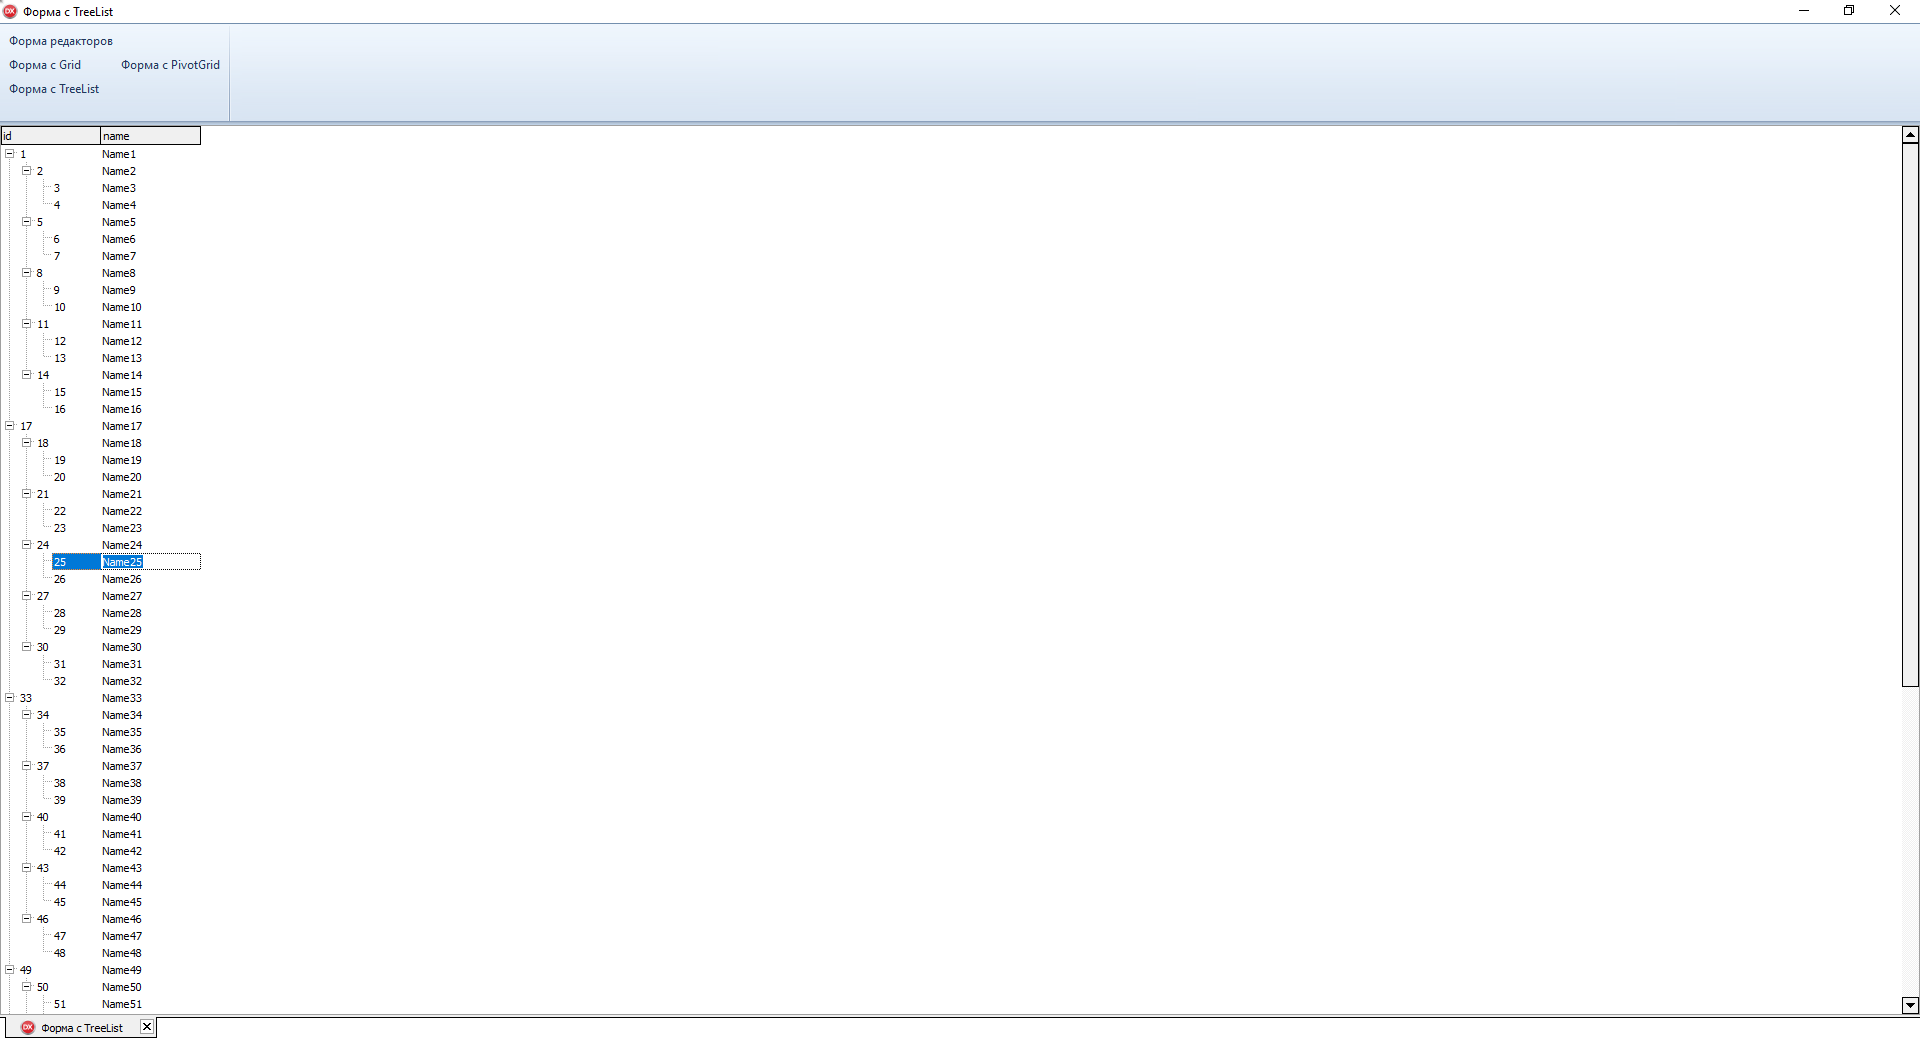 Форма с TreeList
Форма редакторов
Форма с Grid Форма с PivotGrid
Форма с TreeList
id name
1 Name1
2 Name2
3 Name3
4 Name4
5 Name5
6 Name6
7 Name7
8 Name8
9 Name9
10 Name10
11 Name11
12 Name12
13 Name13
14 Name14
15 Name15
16 Name16
17 Name17
18 Name18
19 Name19
20 Name20
21 Name21
22 Name22
23 Name23
24 Name24
25 Name25
26 Name26
27 Name27
28 Name28
29 Name29
30 Name30
31 Name31
32 Name32
33 Name33
34 Name34
35 Name35
36 Name36
37 Name37
38 Name38
39 Name39
40 Name40
41 Name41
42 Name42
43 Name43
44 Name44
45 Name45
46 Name46
47 Name47
48 Name48
49 Name49
50 Name50
51 Name51
DX Форма с TreeList